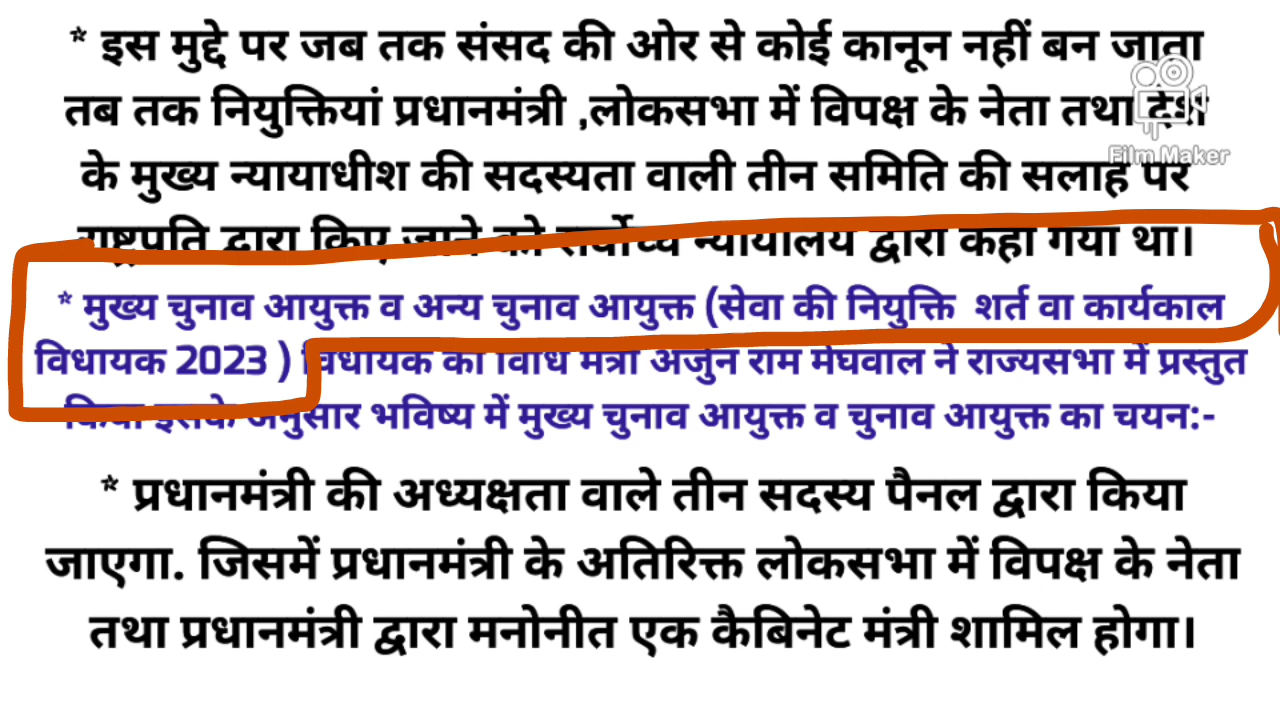 * इस मुद्दे पर जब तक संसद की ओर से कोई कानून नहीं बन जाता
तब तक नियुक्तियां प्रधानमंत्री ,लोकसभा में विपक्ष के नेता तथा देश
के मुख्य न्यायाधीश की सदस्यता वाली तीन समिति की सलाह पर
राष्ट्रपति द्वारा किए जाने को सर्वोच्च न्यायालय द्वारा कहा गया था।
* मुख्य चुनाव आयुक्त व अन्य चुनाव आयुक्त (सेवा की नियुक्ति शर्त वा कार्यकाल
विधायक 2023 ) विधायक को विधि मंत्री अर्जुन राम मेघवाल ने राज्यसभा में प्रस्तुत
किया इसके अनुसार भविष्य में मुख्य चुनाव आयुक्त व चुनाव आयुक्त का चयन:-
* प्रधानमंत्री की अध्यक्षता वाले तीन सदस्य पैनल द्वारा किया
जाएगा. जिसमें प्रधानमंत्री के अतिरिक्त लोकसभा में विपक्ष के नेता
तथा प्रधानमंत्री द्वारा मनोनीत एक कैबिनेट मंत्री शामिल होगा।
Film Maker